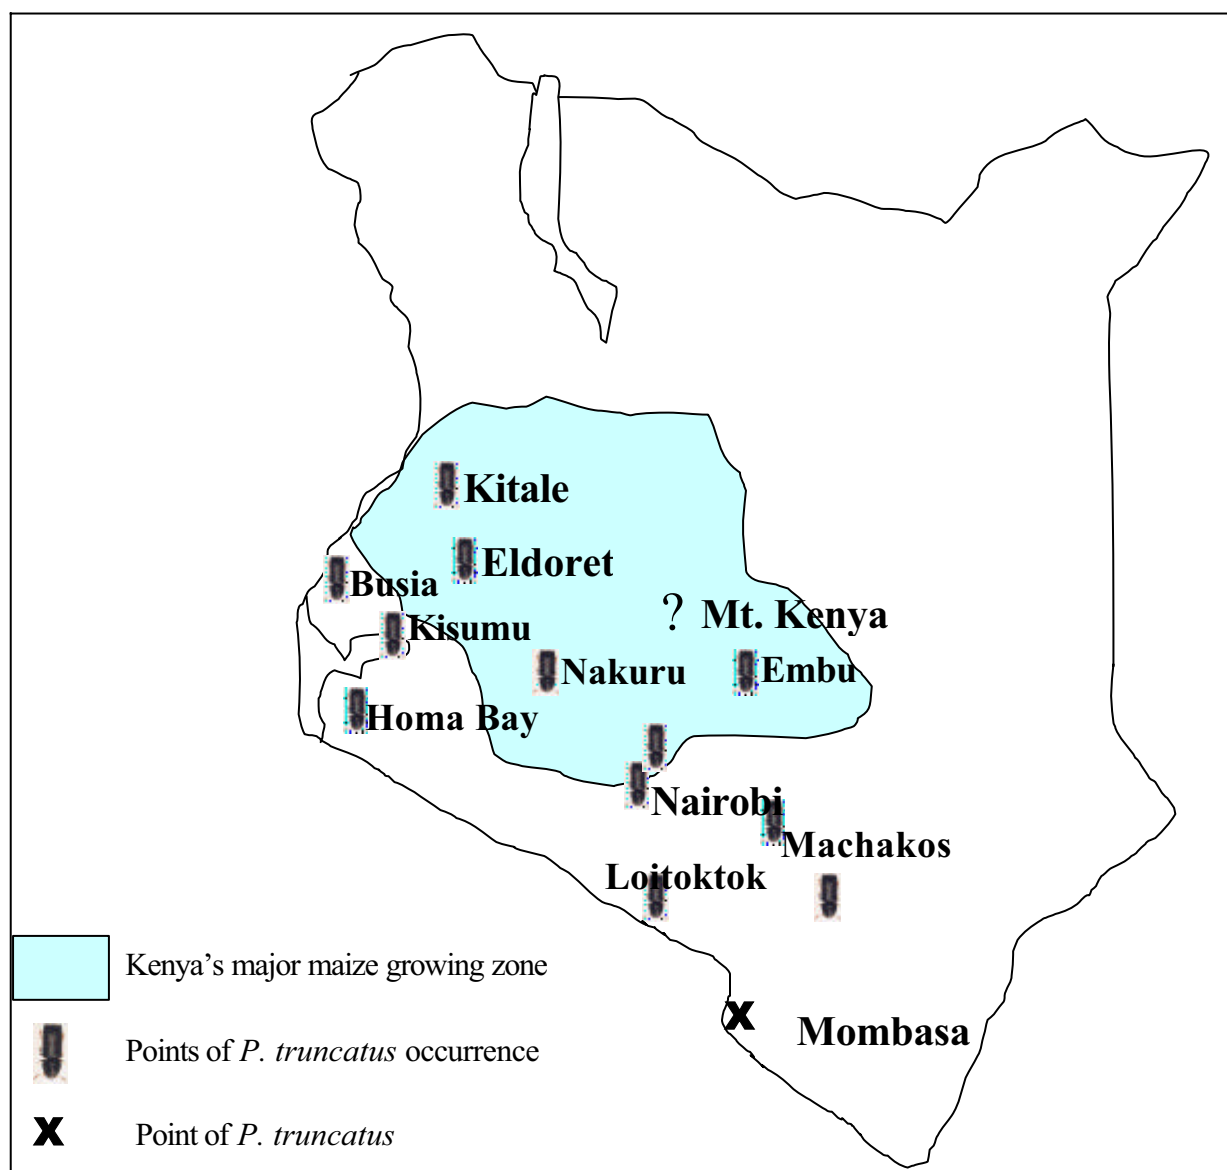 Kitale
Eldoret
Busia
? Mt. Kenya
Kisumu
Nakuru
Embu
Homa Bay
Nairobi
Machakos
Loitoktok
Kenya’s major maize growing zone
X
Mombasa
Points of P. truncatus occurrence
X Point of P. truncatus